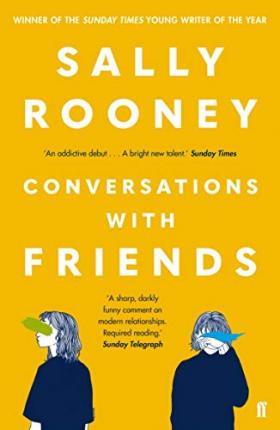 WINNER OF THE SUNDAY TIMES YOUNG WRITER OF THE YEAR
SALLY
ROONEY
‘An addictive debut . . . A bright new talent.’ Sunday Times
CONVERSATIONS
WITH
FRIENDS
‘A sharp, darkly
funny comment on
modern relationships.
Required reading.’
Sunday Telegraph
ff